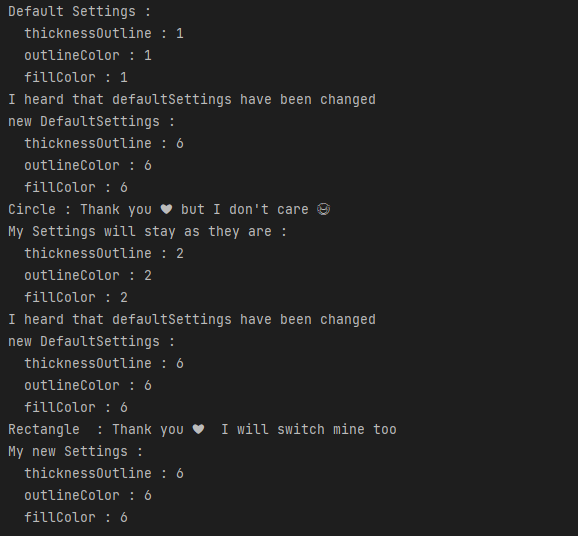 Default Settings :
  thicknessOutline : 1
  outlineColor : 1
  fillColor : 1
I heard that defaultSettings have been changed
new DefaultSettings :
  thicknessOutline : 6
  outlineColor : 6
  fillColor : 6
Circle : Thank you ❤ but I don't care 😂
My Settings will stay as they are :
  thicknessOutline : 2
  outlineColor : 2
  fillColor : 2
I heard that defaultSettings have been changed
new DefaultSettings :
  thicknessOutline : 6
  outlineColor : 6
  fillColor : 6
Rectangle  : Thank you ❤  I will switch mine too
My new Settings :
  thicknessOutline : 6
  outlineColor : 6
  fillColor : 6